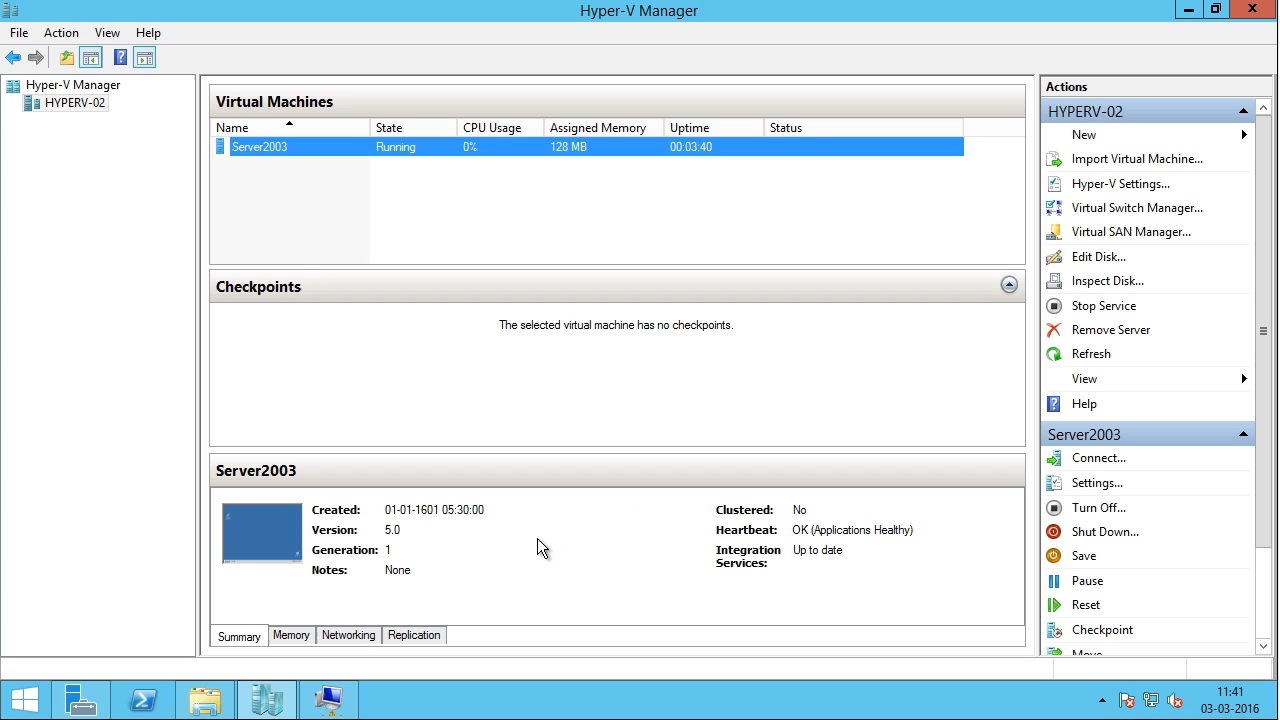 Hyper-V Manager
File Action View Help
Hyper-V Manager
HYPERV-02
Virtual Machines
Name State CPU Usage Assigned Memory Uptime Status
Server2003 Running 0% 128 MB 00:03:40
Checkpoints
The selected virtual machine has no checkpoints.
Server2003
Created: 01-01-1601 05:30:00 Clustered: No
Version: 5.0 Heartbeat: OK (Applications Healthy)
Generation: 1 Integration Services: Up to date
Notes: None
Summary Memory Networking Replication
Actions
HYPERV-02
New
Import Virtual Machine...
Hyper-V Settings...
Virtual Switch Manager...
Virtual SAN Manager...
Edit Disk...
Inspect Disk...
Stop Service
Remove Server
Refresh
View
Help
Server2003
Connect...
Settings...
Turn Off...
Shut Down...
Save
Pause
Reset
Checkpoint
Move...
11:41
03-03-2016